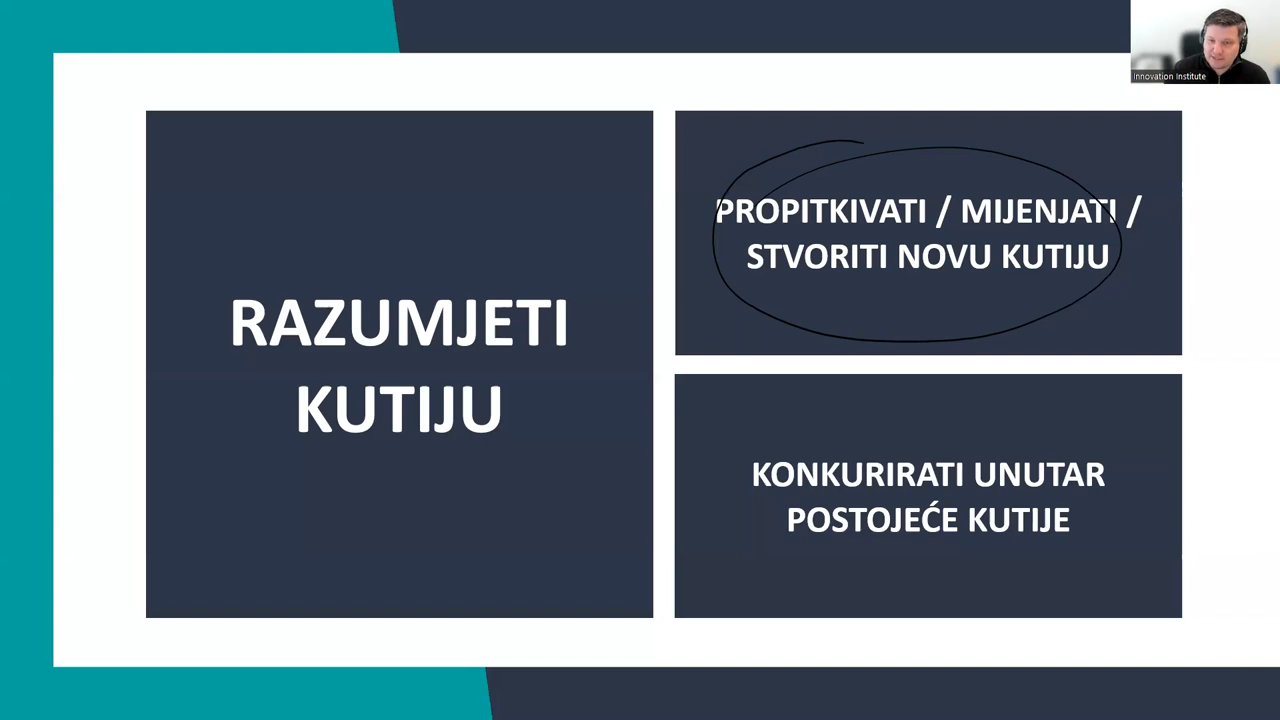 Innovation Institute
RAZUMJETI
KUTIJU
PROPITKIVATI / MIJENJATI /
STVORITI NOVU KUTIJU
KONKURIRATI UNUTAR
POSTOJEĆE KUTIJE